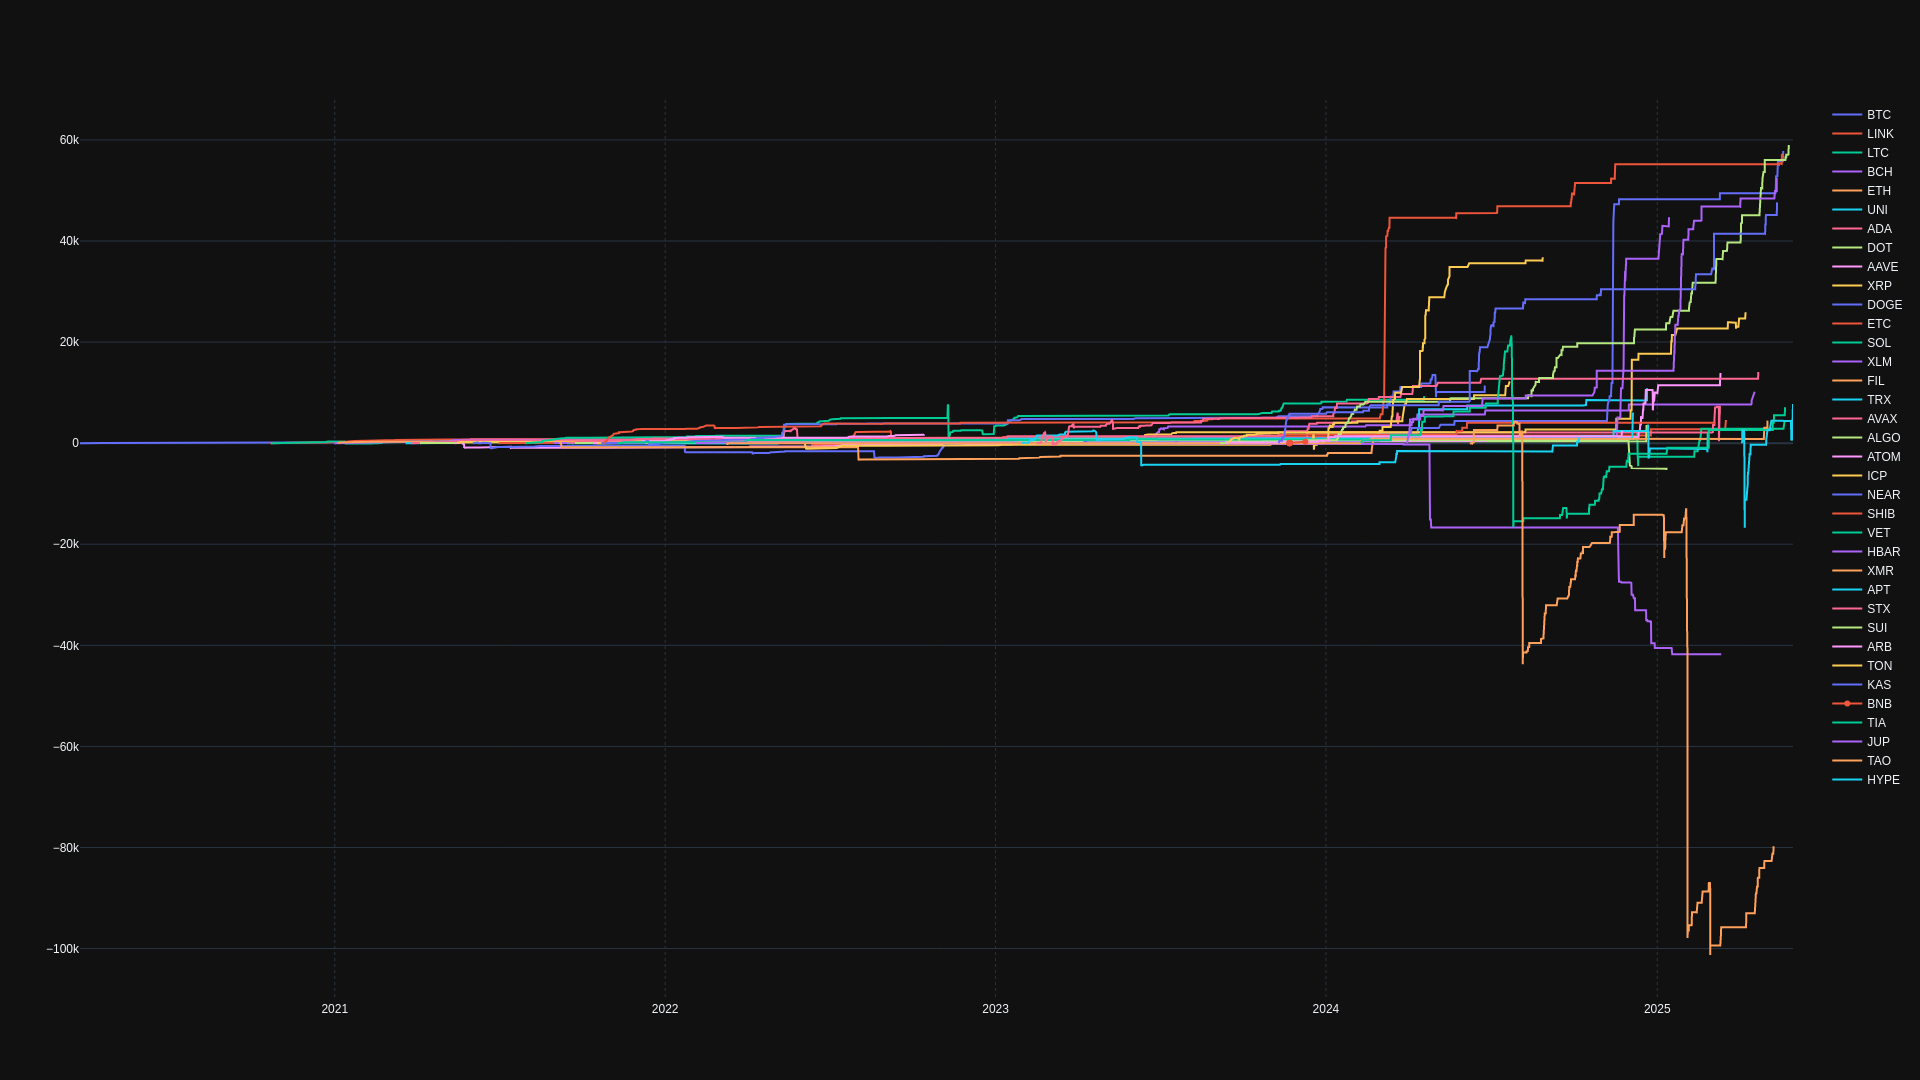 60k
40k
20k
0
−20k
−40k
−60k
−80k
−100k
2021
2022
2023
2024
2025
BTC
LINK
LTC
BCH
ETH
UNI
ADA
DOT
AAVE
XRP
DOGE
ETC
SOL
XLM
FIL
TRX
AVAX
ALGO
ATOM
ICP
NEAR
SHIB
VET
HBAR
XMR
APT
STX
SUI
ARB
TON
KAS
BNB
TIA
JUP
TAO
HYPE